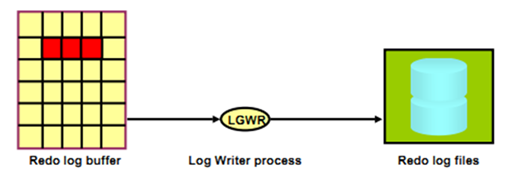 LGWR
Redo log buffer
Log Writer process
Redo log files